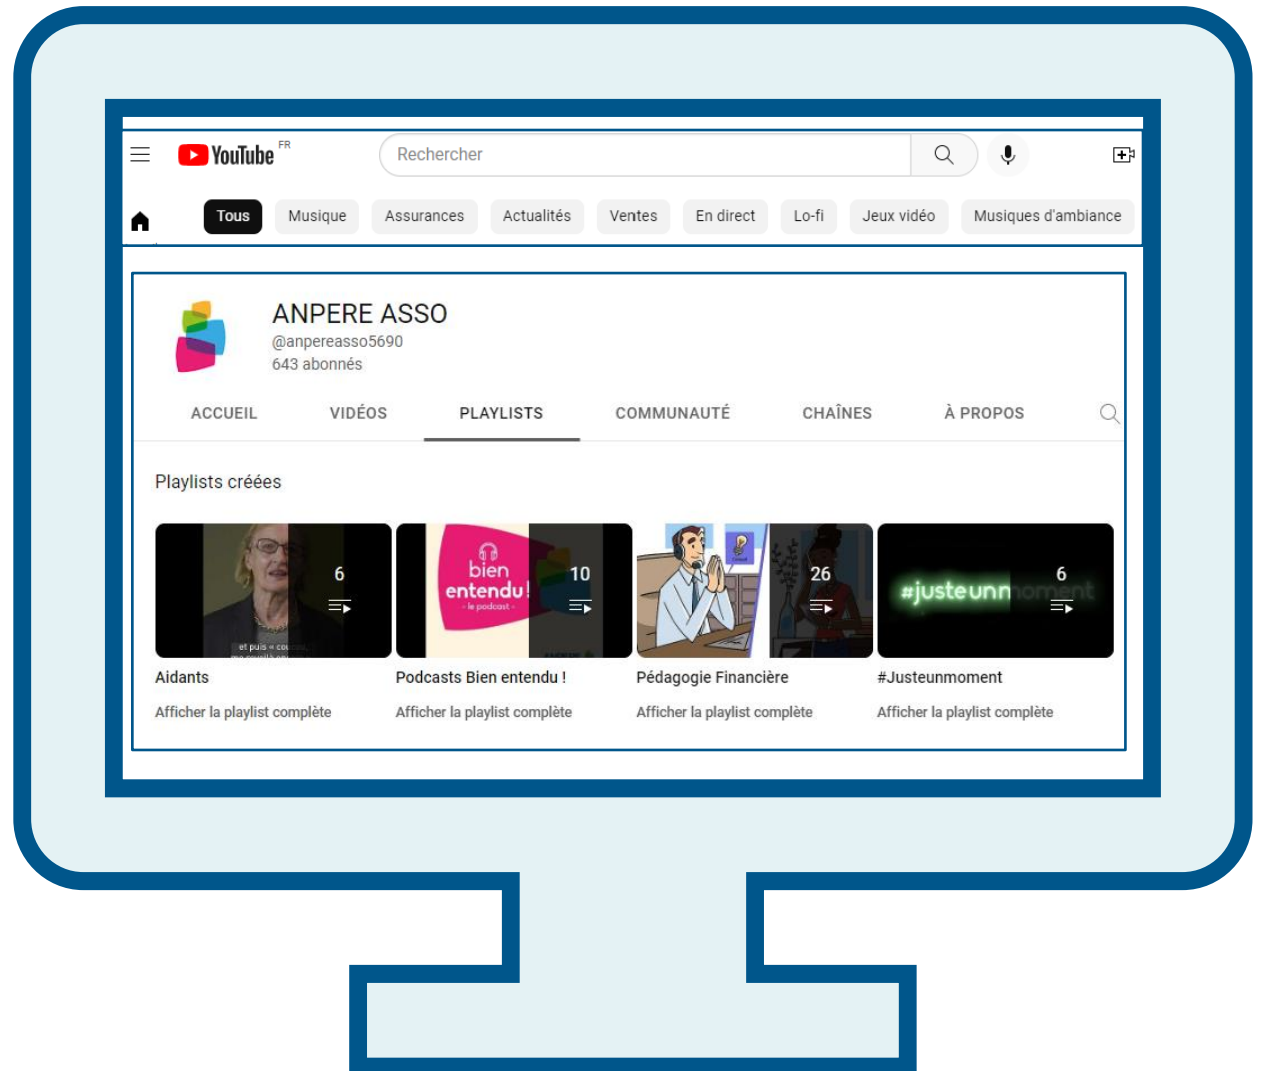 YouTube FR
Rechercher
Tous Musique Assurances Actualités Ventes En direct Lo-fi Jeux vidéo Musiques d'ambiance
ANPERE ASSO
@anpereasso5690
643 abonnés
ACCUEIL VIDÉOS PLAYLISTS COMMUNAUTÉ CHAÎNES À PROPOS
Playlists créées
6
et puis «
bien
entendu!
- le podcast -
10
26
#justeunmoment
6
Aidants Podcasts Bien entendu ! Pédagogie Financière #Justeunmoment
Afficher la playlist complète Afficher la playlist complète Afficher la playlist complète Afficher la playlist complète